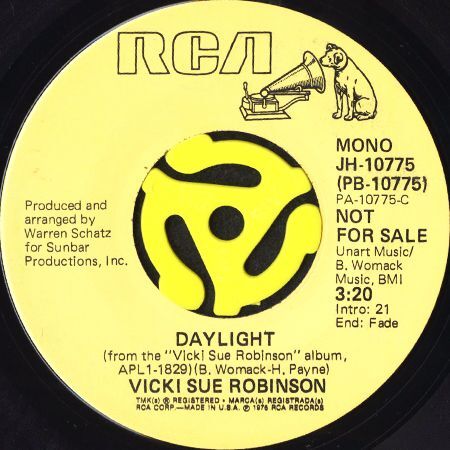 RCA
MONO
JH-10775
(PB-10775)
PA-10775-C
NOT
FOR SALE
Unart Music/
B. Womack
Music, BMI
3:20
Intro: 21
End: Fade
Produced and
arranged by
Warren Schatz
for Sunbar
Productions, Inc.
DAYLIGHT
(from the "Vicki Sue Robinson" album,
APL1-1829)(B. Womack-H. Payne)
VICKI SUE ROBINSON
TMK(s) ® REGISTERED • MARCA(s) REGISTRADA(s)
RCA CORP.—MADE IN U.S.A. ℗ 1976 RCA RECORDS